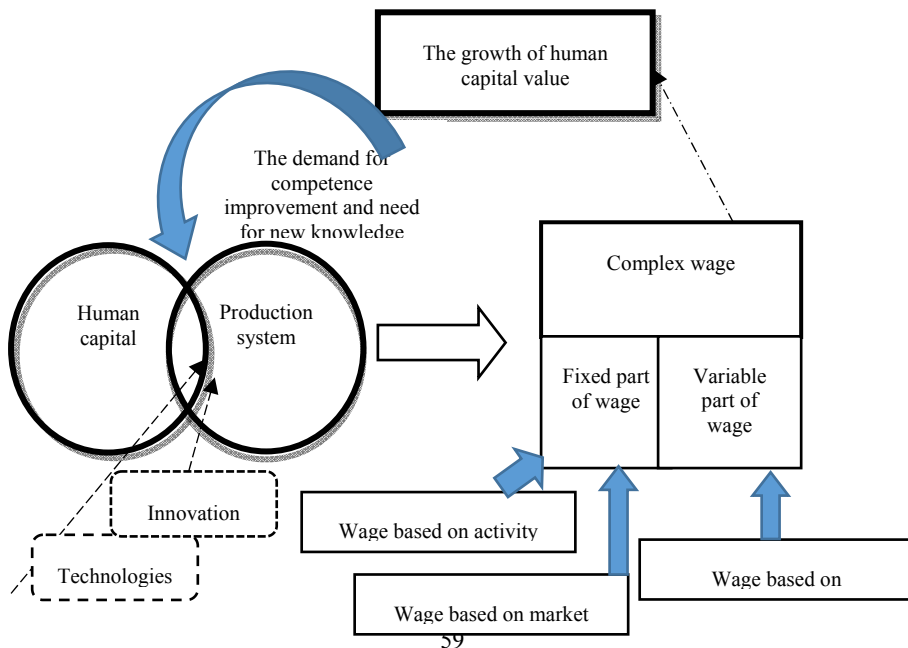 The growth of human
capital value
The demand for
competence
improvement and need
for new knowledge
Human
capital
Production
system
Complex wage
Fixed part
of wage
Variable
part of
wage
Innovation
Technologies
Wage based on activity
Wage based on market
Wage based on
59